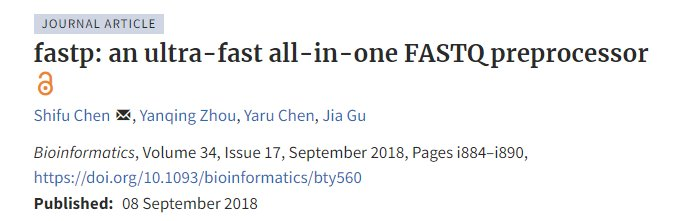 JOURNAL ARTICLE
fastp: an ultra-fast all-in-one FASTQ preprocessor
Shifu Chen, Yanqing Zhou, Yaru Chen, Jia Gu
Bioinformatics, Volume 34, Issue 17, September 2018, Pages i884–i890,
https://doi.org/10.1093/bioinformatics/bty560
Published: 08 September 2018